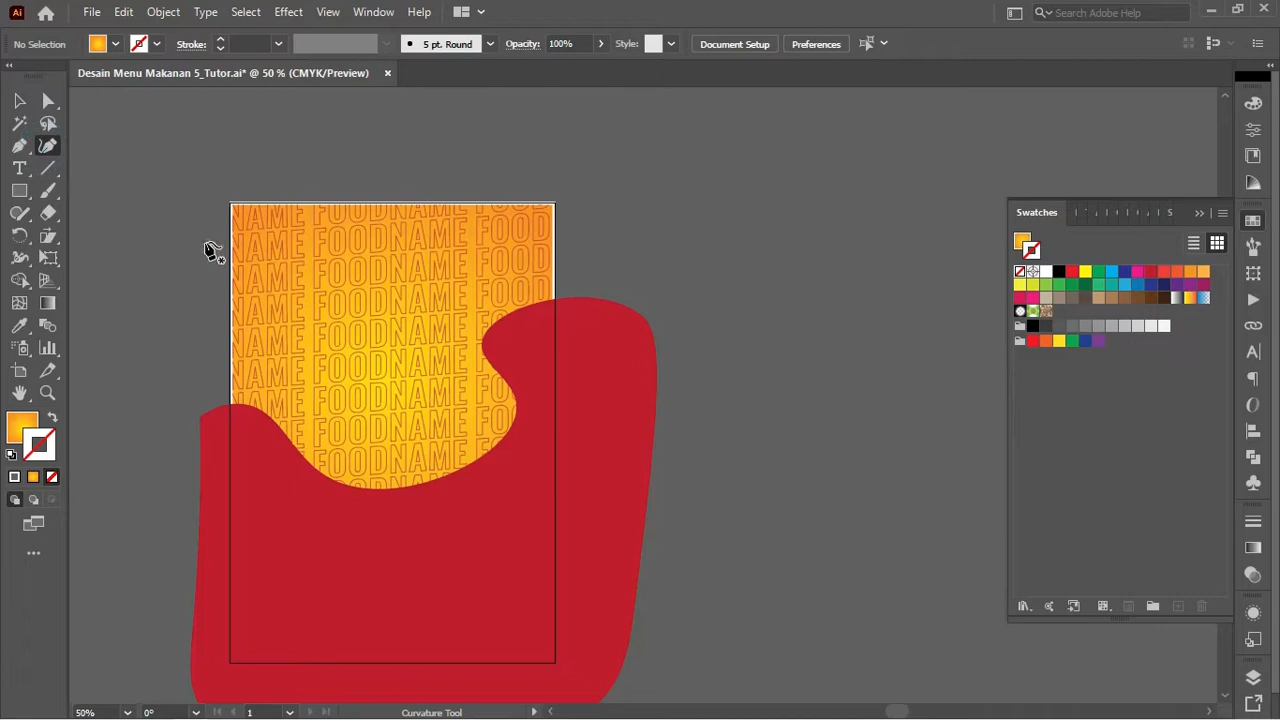 Ai File Edit Object Type Select Effect View Window Help Search Adobe Help
No Selection Stroke: 5 pt. Round Opacity: 100% Style: Document Setup Preferences
Desain Menu Makanan 5_Tutor.ai* @ 50 % (CMYK/Preview)
NAME FOODNAME FOOD
NAME FOODNAME FOOD
NAME FOODNAME FOOD
NAME FOODNAME FOOD
NAME FOODNAME
NAME FOODNAME FO
NAME FOODNAME FO
NAME FOODNAME FO
NAME FOODNAME
FOODNAME
FOODNAME
Swatches
50% 0° 1 Curvature Tool